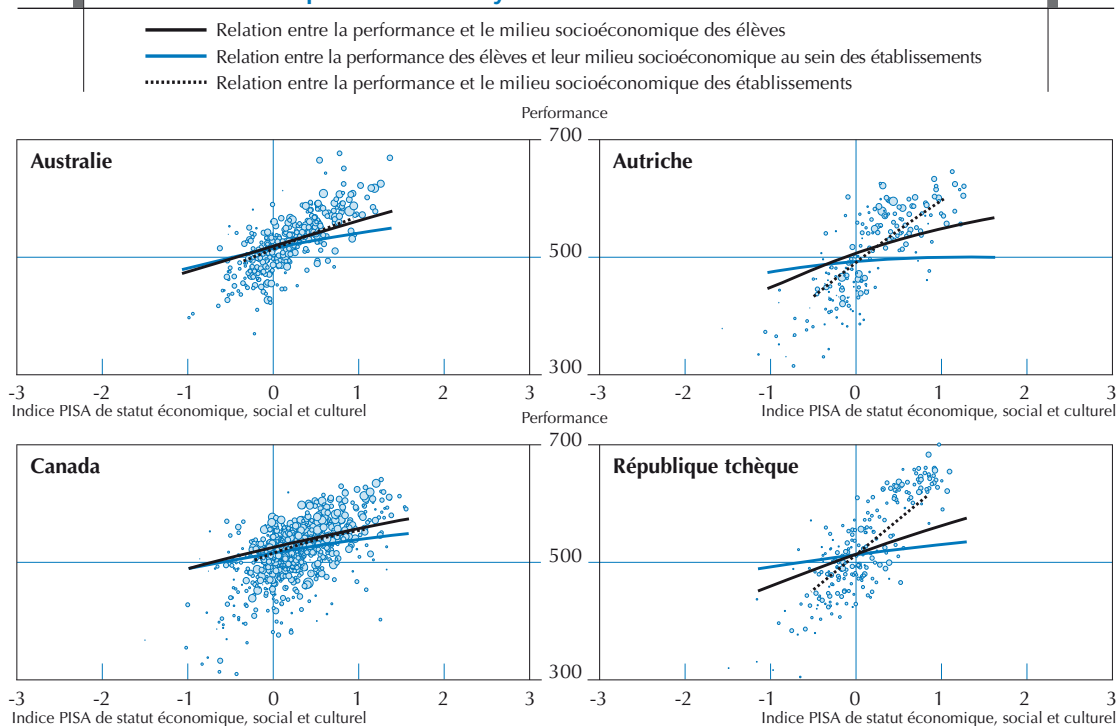 Relation entre la performance et le milieu socioéconomique des élèves
Relation entre la performance des élèves et leur milieu socioéconomique au sein des établissements
Relation entre la performance et le milieu socioéconomique des établissements
Performance
700
Australie
Autriche
500
300
-3 -2 -1 0 1 2 3
-3 -2 -1 0 1 2 3
Indice PISA de statut économique, social et culturel
Indice PISA de statut économique, social et culturel
Performance
700
Canada
République tchèque
500
300
-3 -2 -1 0 1 2 3
-3 -2 -1 0 1 2 3
Indice PISA de statut économique, social et culturel
Indice PISA de statut économique, social et culturel